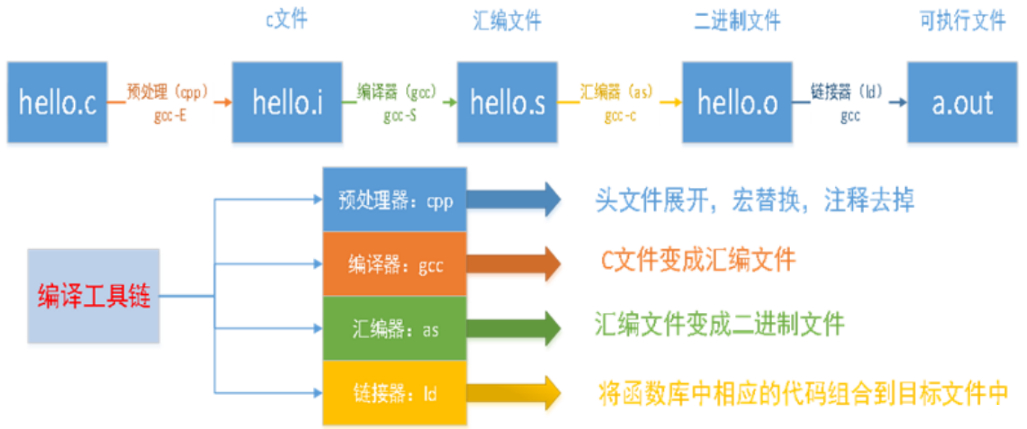 c文件 汇编文件 二进制文件 可执行文件
hello.c 预处理（cpp） hello.i 编译器（gcc） hello.s 汇编器（as） hello.o 链接器（ld） a.out
gcc-E gcc-S gcc-c gcc
预处理器：cpp 头文件展开，宏替换，注释去掉
编译器：gcc C文件变成汇编文件
编译工具链
汇编器：as 汇编文件变成二进制文件
链接器：ld 将函数库中相应的代码组合到目标文件中